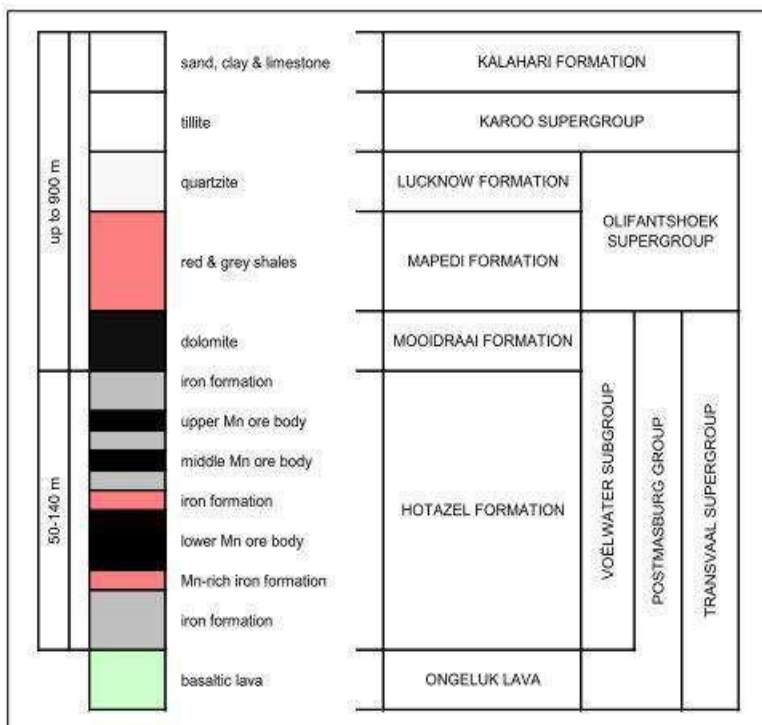 sand, clay & limestone
KALAHARI FORMATION
tillite
KAROO SUPERGROUP
up to 900 m
quartzite
LUCKNOW FORMATION
OLIFANTSHOEK
SUPERGROUP
red & grey shales
MAPEDI FORMATION
dolomite
MOOIDRAAI FORMATION
iron formation
upper Mn ore body
middle Mn ore body
50-140 m
iron formation
HOTAZEL FORMATION
VOËLWATER SUBGROUP
POSTMASBURG GROUP
TRANSVAAL SUPERGROUP
lower Mn ore body
Mn-rich iron formation
iron formation
basaltic lava
ONGELUK LAVA